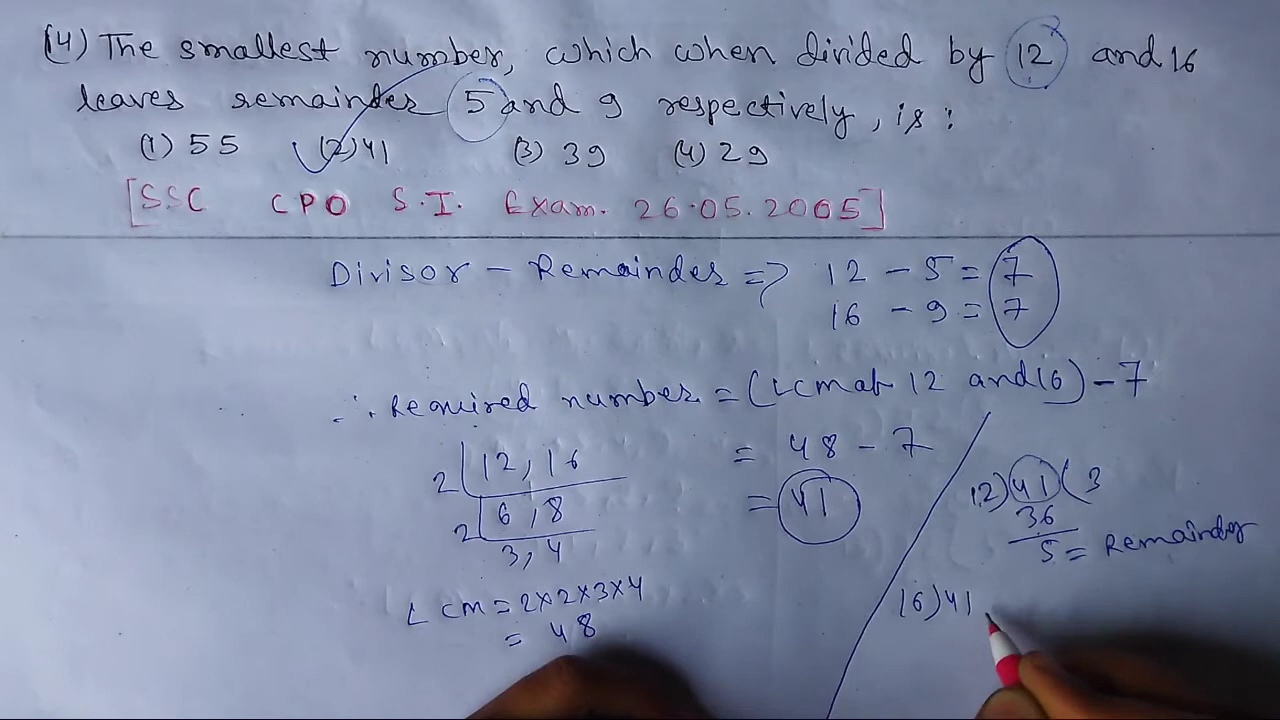 (4) The smallest number, which when divided by 12 and 16
leaves remainder 5 and 9 respectively, is :
(1) 55 (2) 41 (3) 39 (4) 29
[SSC CPO S.I. Exam. 26.05.2005]
Divisor - Remainder => 12 - 5 = 7
16 - 9 = 7
∴ Required number = (LCM of 12 and 16) - 7
= 48 - 7
= 41
2 | 12, 16
2 | 6, 8
3, 4
LCM = 2×2×3×4
= 48
12) 41 ( 3
36
5 = Remainder
16) 41